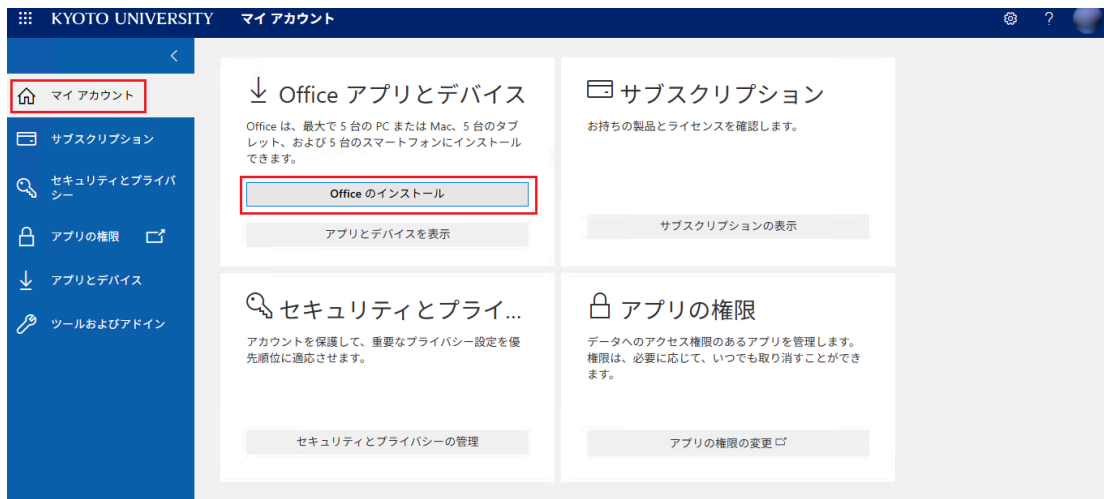 KYOTO UNIVERSITY マイ アカウント ?
マイ アカウント
サブスクリプション
セキュリティとプライバ
シー
アプリの権限
アプリとデバイス
ツールおよびアドイン
Office アプリとデバイス
Office は、最大で 5 台の PC または Mac、5 台のタブ
レット、および 5 台のスマートフォンにインストール
できます。
Office のインストール
アプリとデバイスを表示
サブスクリプション
お持ちの製品とライセンスを確認します。
サブスクリプションの表示
セキュリティとプライ...
アカウントを保護して、重要なプライバシー設定を優
先順位に適応させます。
セキュリティとプライバシーの管理
アプリの権限
データへのアクセス権限のあるアプリを管理します。
権限は、必要に応じて、いつでも取り消すことができ
ます。
アプリの権限の変更